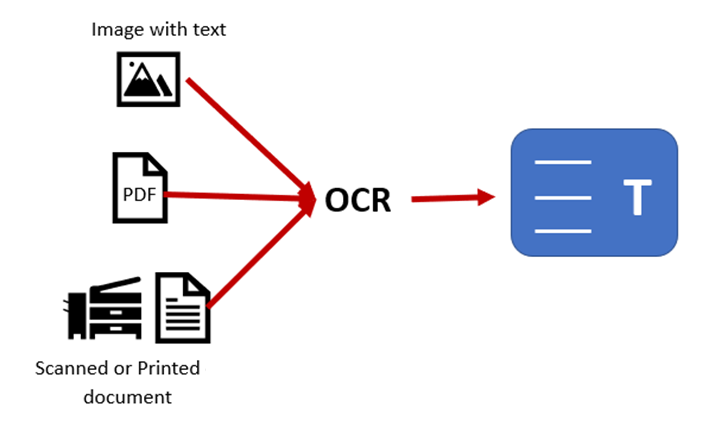 Image with text
PDF
OCR
T
Scanned or Printed
document